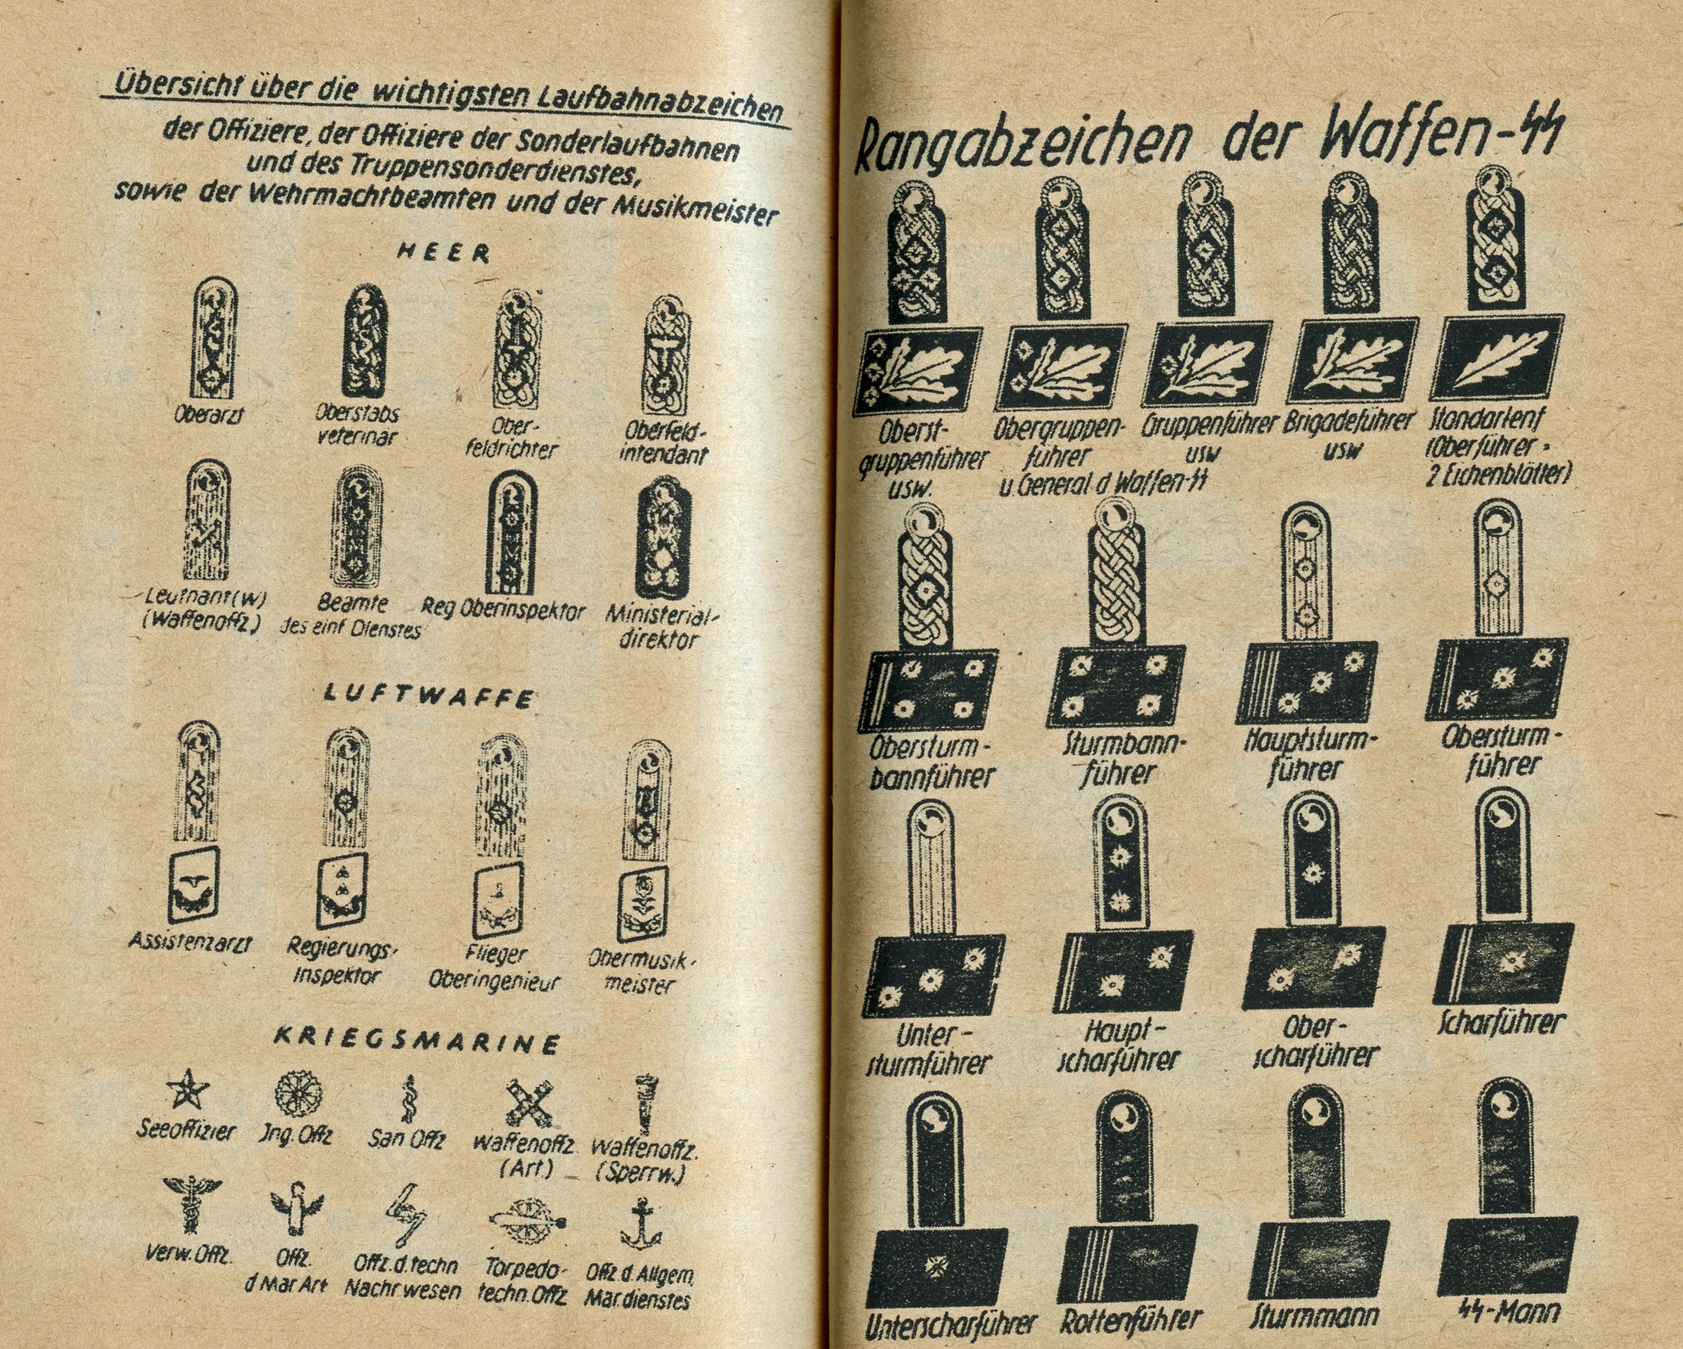 Übersicht über die wichtigsten Laufbahnabzeichen
der Offiziere, der Offiziere der Sonderlaufbahnen
und des Truppensonderdienstes,
sowie der Wehrmachtbeamten und der Musikmeister
HEER
Oberarzt
Oberstabs
veterinär
Ober-
feldrichter
Oberfeld-
intendant
Leutnant (W)
(Waffenoffz.)
Beamte
des einf Dienstes
Reg Oberinspektor
Ministerial-
direktor
LUFTWAFFE
Assistenzarzt
Regierungs-
inspektor
Flieger
Oberingenieur
Obermusik-
meister
KRIEGSMARINE
Seeoffizier
Jng. Offz
San Offz
Waffenoffz.
(Art)
Waffenoffz.
(Sperrw.)
Verw. Offz.
Offz.
d Mar Art
Offz. d. techn
Nachr wesen
Torpedo-
techn. Offz
Offz d. Allgem.
Mar. dienstes
Rangabzeichen der Waffen-SS
Oberst-
gruppenführer
usw.
Obergruppen-
führer
u. General d Waffen-SS
Gruppenführer
usw
Brigadeführer
usw
Standartenf
(Oberführer =
2 Eichenblätter)
Obersturm-
bannführer
Sturmbann-
führer
Hauptsturm-
führer
Obersturm-
führer
Unter-
sturmführer
Haupt-
scharführer
Ober-
scharführer
Scharführer
Unterscharführer
Rottenführer
Sturmmann
SS-Mann